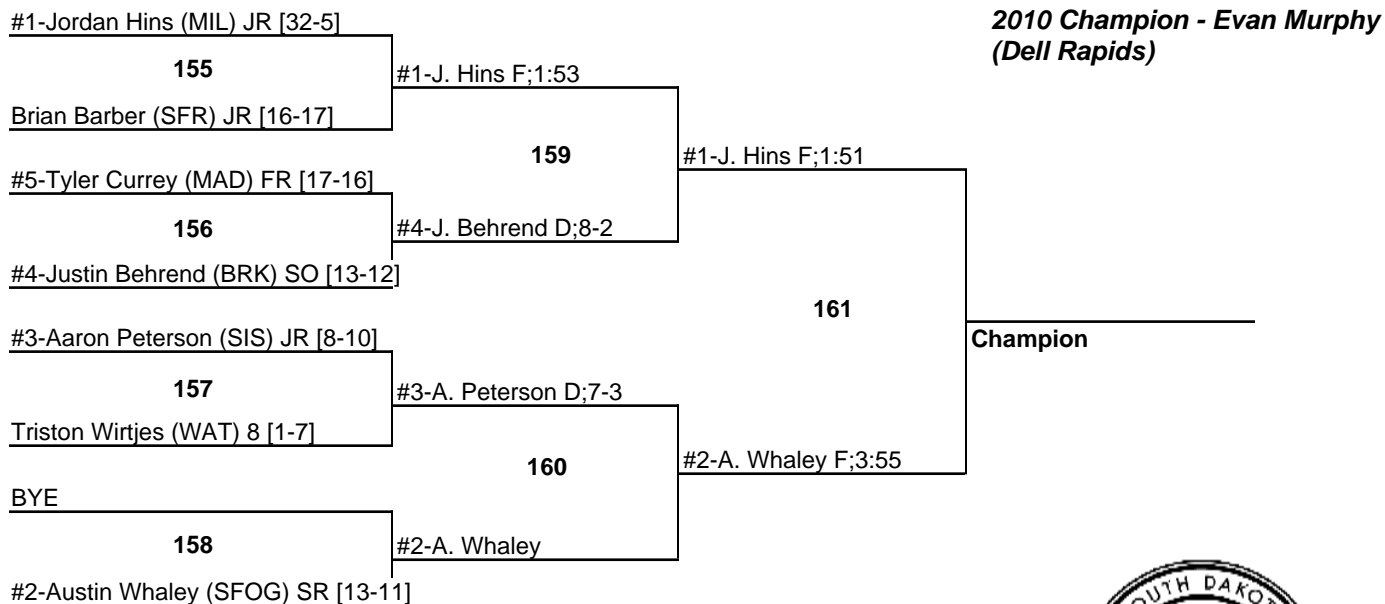 #1-Jordan Hins (MIL) JR [32-5]
2010 Champion - Evan Murphy
(Dell Rapids)
155
#1-J. Hins F;1:53
Brian Barber (SFR) JR [16-17]
159
#1-J. Hins F;1:51
#5-Tyler Currey (MAD) FR [17-16]
156
#4-J. Behrend D;8-2
#4-Justin Behrend (BRK) SO [13-12]
161
#3-Aaron Peterson (SIS) JR [8-10]
Champion
157
#3-A. Peterson D;7-3
Triston Wirtjes (WAT) 8 [1-7]
160
#2-A. Whaley F;3:55
BYE
158
#2-A. Whaley
#2-Austin Whaley (SFOG) SR [13-11]